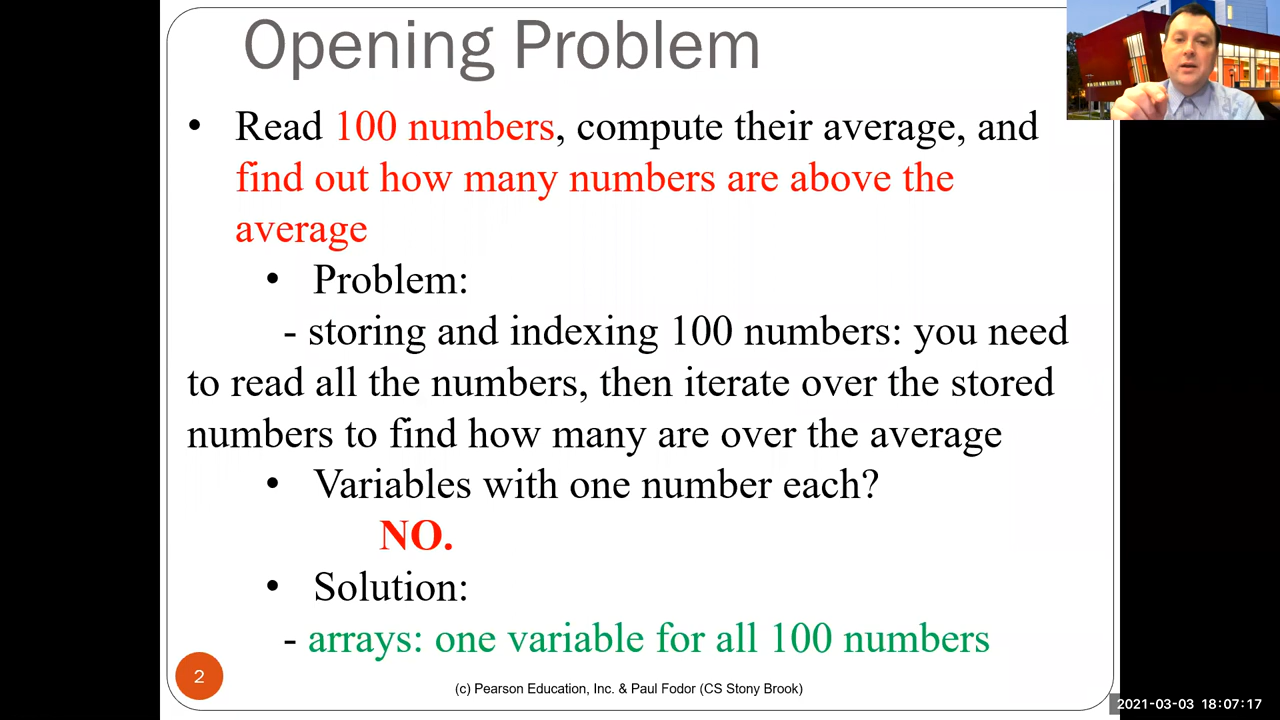 Opening Problem
• Read 100 numbers, compute their average, and
find out how many numbers are above the
average
• Problem:
- storing and indexing 100 numbers: you need
to read all the numbers, then iterate over the stored
numbers to find how many are over the average
• Variables with one number each?
NO.
• Solution:
- arrays: one variable for all 100 numbers
2
(c) Pearson Education, Inc. & Paul Fodor (CS Stony Brook)
2021-03-03 18:07:17